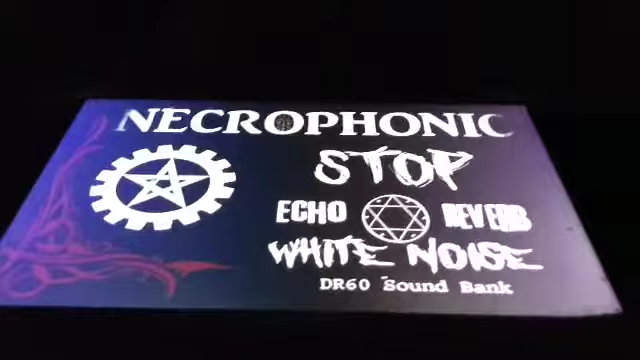 NECROPHONIC
STOP
ECHO REVERB
WHITE NOISE
DR60 Sound Bank